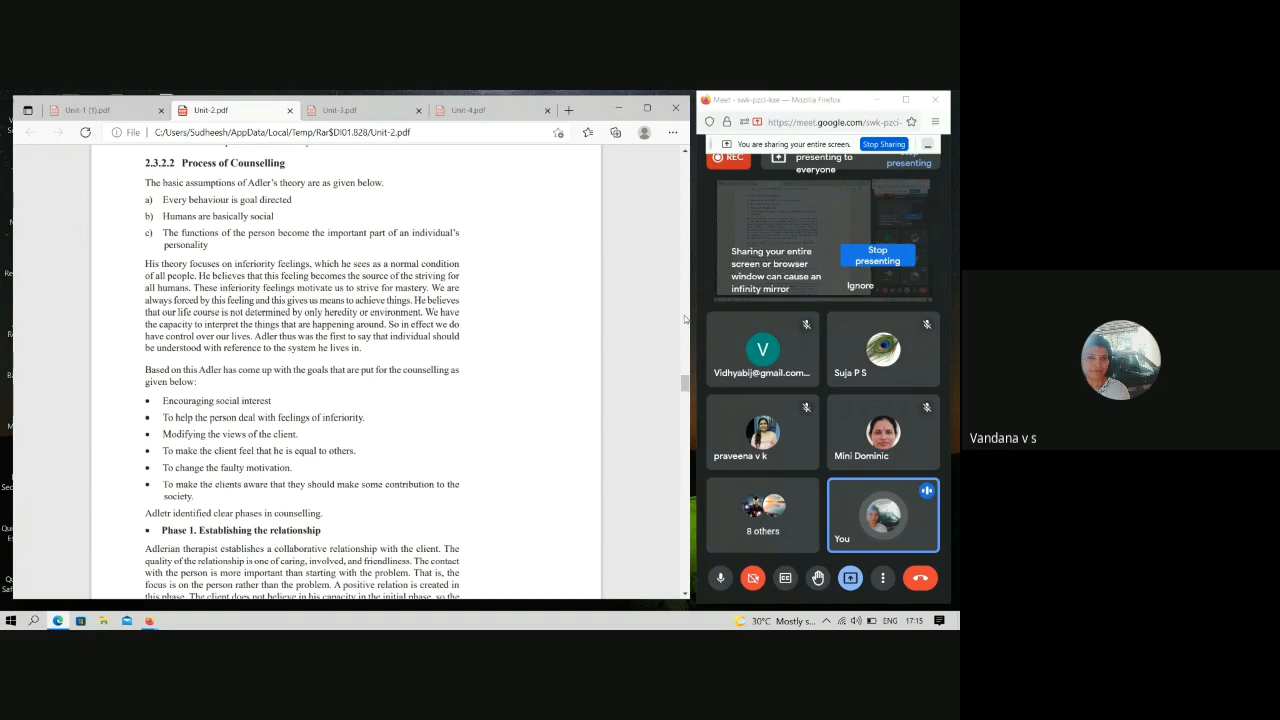 Unit-1 (1).pdf
Unit-2.pdf
Unit-3.pdf
Unit-4.pdf
File
C:/Users/Sudheesh/AppData/Local/Temp/Rar$DI01.828/Unit-2.pdf
2.3.2.2 Process of Counselling
The basic assumptions of Adler's theory are as given below.
a) Every behaviour is goal directed
b) Humans are basically social
c) The functions of the person become the important part of an individual's
personality
His theory focuses on inferiority feelings, which he sees as a normal condition
of all people. He believes that this feeling becomes the source of the striving for
all humans. These inferiority feelings motivate us to strive for mastery. We are
always forced by this feeling and this gives us means to achieve things. He believes
that our life course is not determined by only heredity or environment. We have
the capacity to interpret the things that are happening around. So in effect we do
have control over our lives. Adler thus was the first to say that individual should
be understood with reference to the system he lives in.
Based on this Adler has come up with the goals that are put for the counselling as
given below:
• Encouraging social interest
• To help the person deal with feelings of inferiority.
• Modifying the views of the client.
• To make the client feel that he is equal to others.
• To change the faulty motivation.
• To make the clients aware that they should make some contribution to the
society.
Adletr identified clear phases in counselling.
• Phase 1. Establishing the relationship
Adlerian therapist establishes a collaborative relationship with the client. The
quality of the relationship is one of caring, involved, and friendliness. The contact
with the person is more important than starting with the problem. That is, the
focus is on the person rather than the problem. A positive relation is created in
this phase. The client does not believe in his capacity in the initial phase, so the
Meet - swk-pzci-kxe — Mozilla Firefox
https://meet.google.com/swk-pzci-
You are sharing your entire screen.
Stop Sharing
REC
presenting to
everyone
presenting
Sharing your entire
screen or browser
window can cause an
infinity mirror
Stop
presenting
Ignore
V
Vidhyabij@gmail.com...
Suja P S
praveena v k
Mini Dominic
8 others
You
Vandana v s
30°C Mostly s...
ENG
17:15